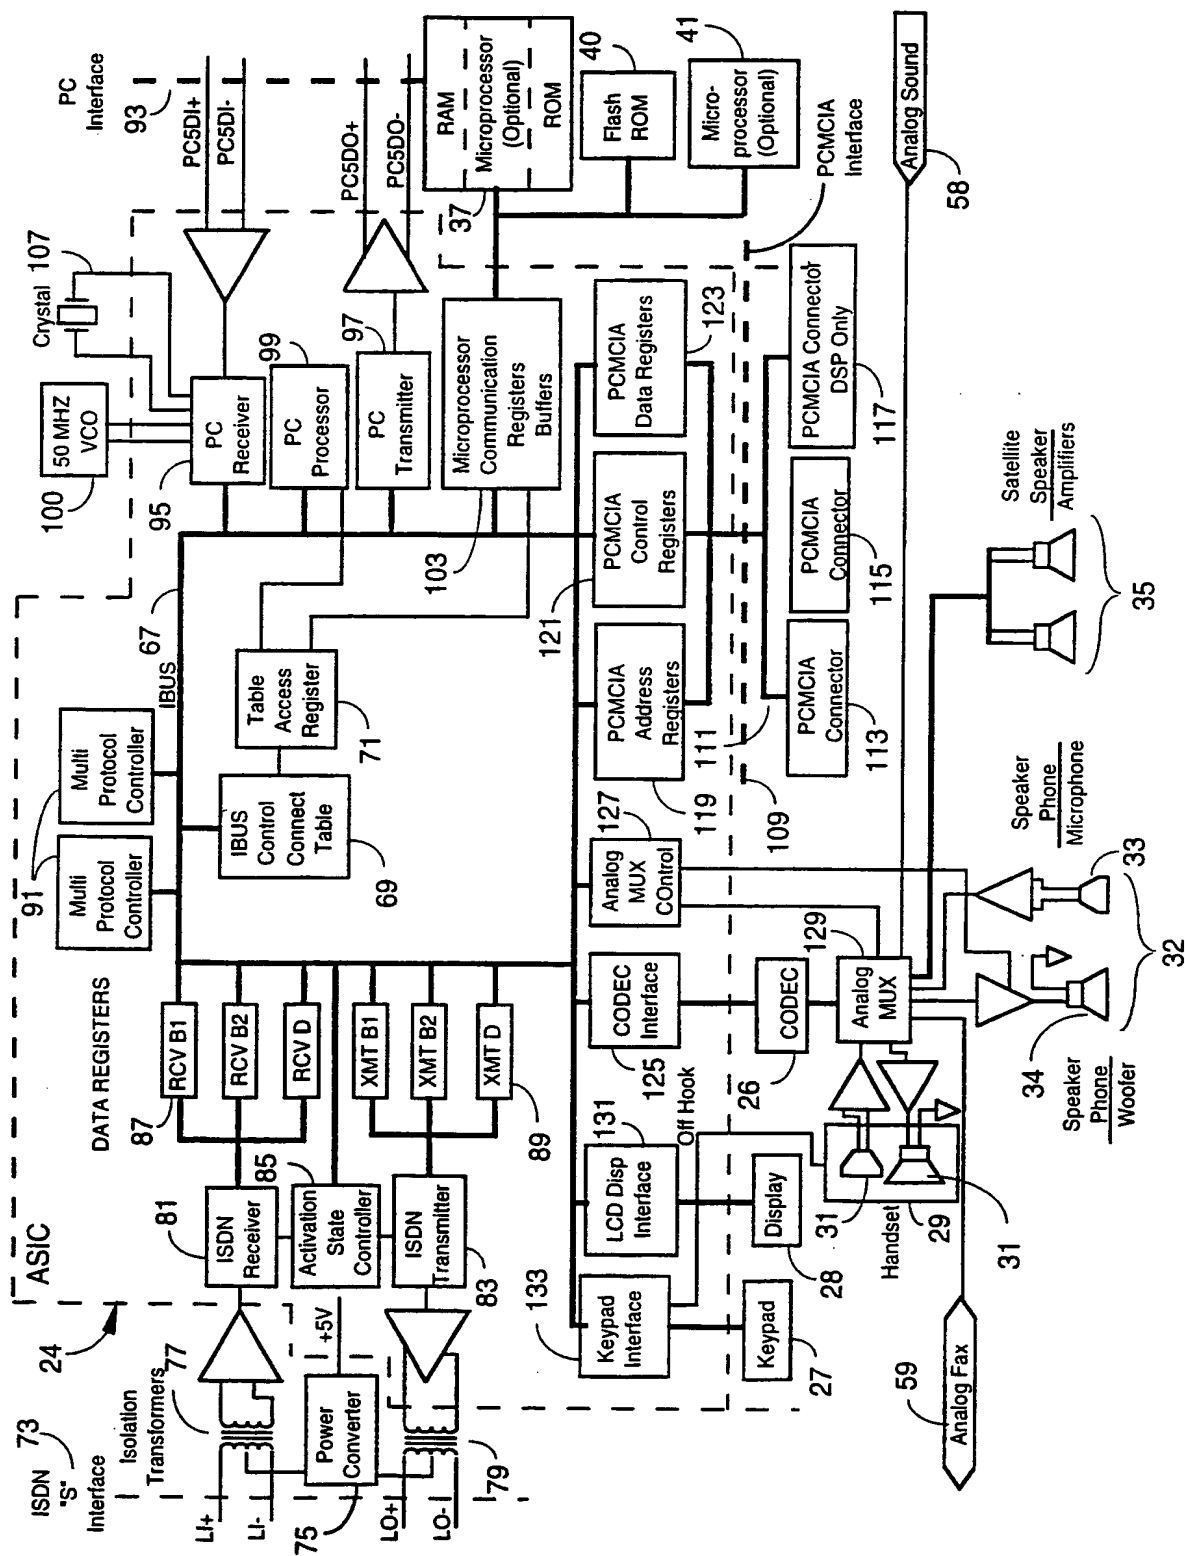 ISDN
"S"
Interface
73
Isolation
Transformers
77
24
ASIC
LI+
LI-
75
Power
Converter
+5V
LO+
LO-
79
81
ISDN
Receiver
85
Activation
State
Controller
ISDN
Transmitter
83
DATA REGISTERS
87
RCV B1
RCV B2
RCV D
XMT B1
XMT B2
XMT D
89
91
Multi
Protocol
Controller
Multi
Protocol
Controller
IBUS
67
IBUS
Control
Connect
Table
69
Table
Access
Register
71
100
50 MHZ
VCO
Crystal
107
95
PC
Receiver
99
PC
Processor
97
PC
Transmitter
103
Microprocessor
Communication
Registers
Buffers
PC
Interface
93
PC5DI+
PC5DI-
PC5DO+
PC5DO-
RAM
Microprocessor
(Optional)
ROM
37
40
Flash
ROM
41
Micro-
processor
(Optional)
PCMCIA
Interface
133
Keypad
Interface
131
LCD Disp
Interface
Off Hook
125
CODEC
Interface
127
Analog
MUX
COntrol
119
PCMCIA
Address
Registers
121
PCMCIA
Control
Registers
123
PCMCIA
Data Registers
109
111
113
PCMCIA
Connector
115
PCMCIA
Connector
117
PCMCIA Connector
DSP Only
27
Keypad
28
Display
26
CODEC
129
Analog
MUX
Handset
29
31
31
59
Analog Fax
58
Analog Sound
34
Speaker
Phone
Woofer
32
33
Speaker
Phone
Microphone
35
Satellite
Speaker
Amplifiers